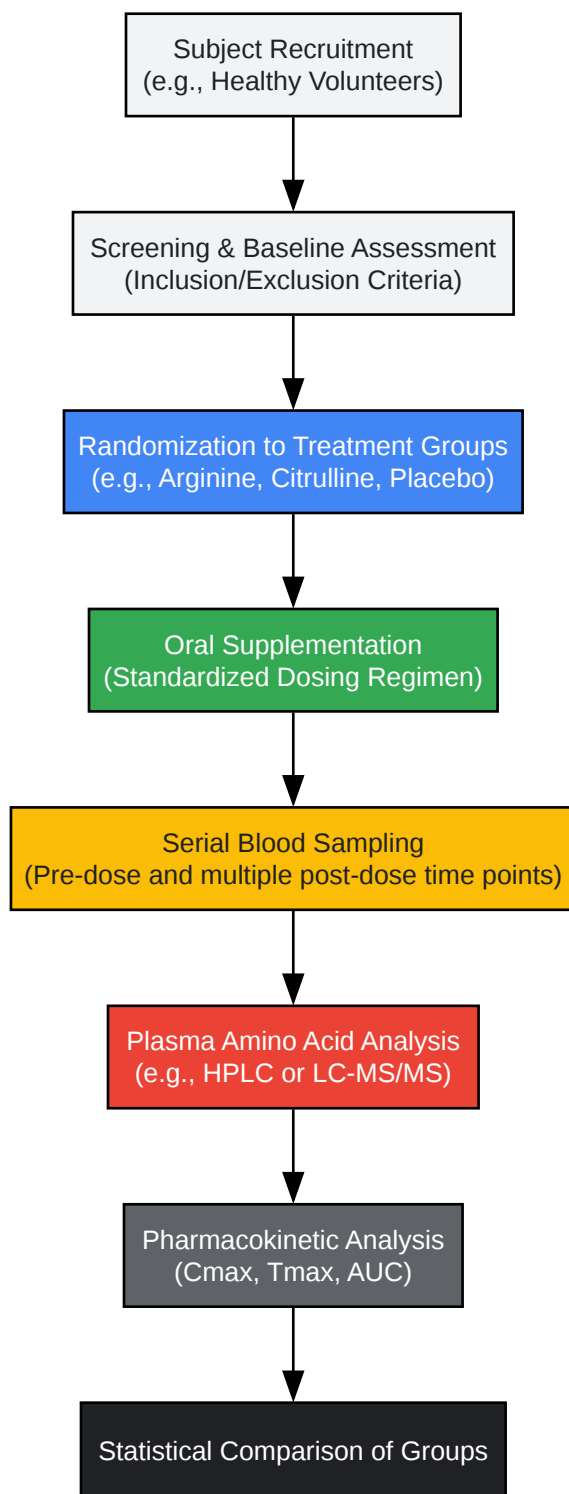 Subject Recruitment
(e.g., Healthy Volunteers)
Screening & Baseline Assessment
(Inclusion/Exclusion Criteria)
Randomization to Treatment Groups
(e.g., Arginine, Citrulline, Placebo)
Oral Supplementation
(Standardized Dosing Regimen)
Serial Blood Sampling
(Pre-dose and multiple post-dose time points)
Plasma Amino Acid Analysis
(e.g., HPLC or LC-MS/MS)
Pharmacokinetic Analysis
(Cmax, Tmax, AUC)
Statistical Comparison of Groups